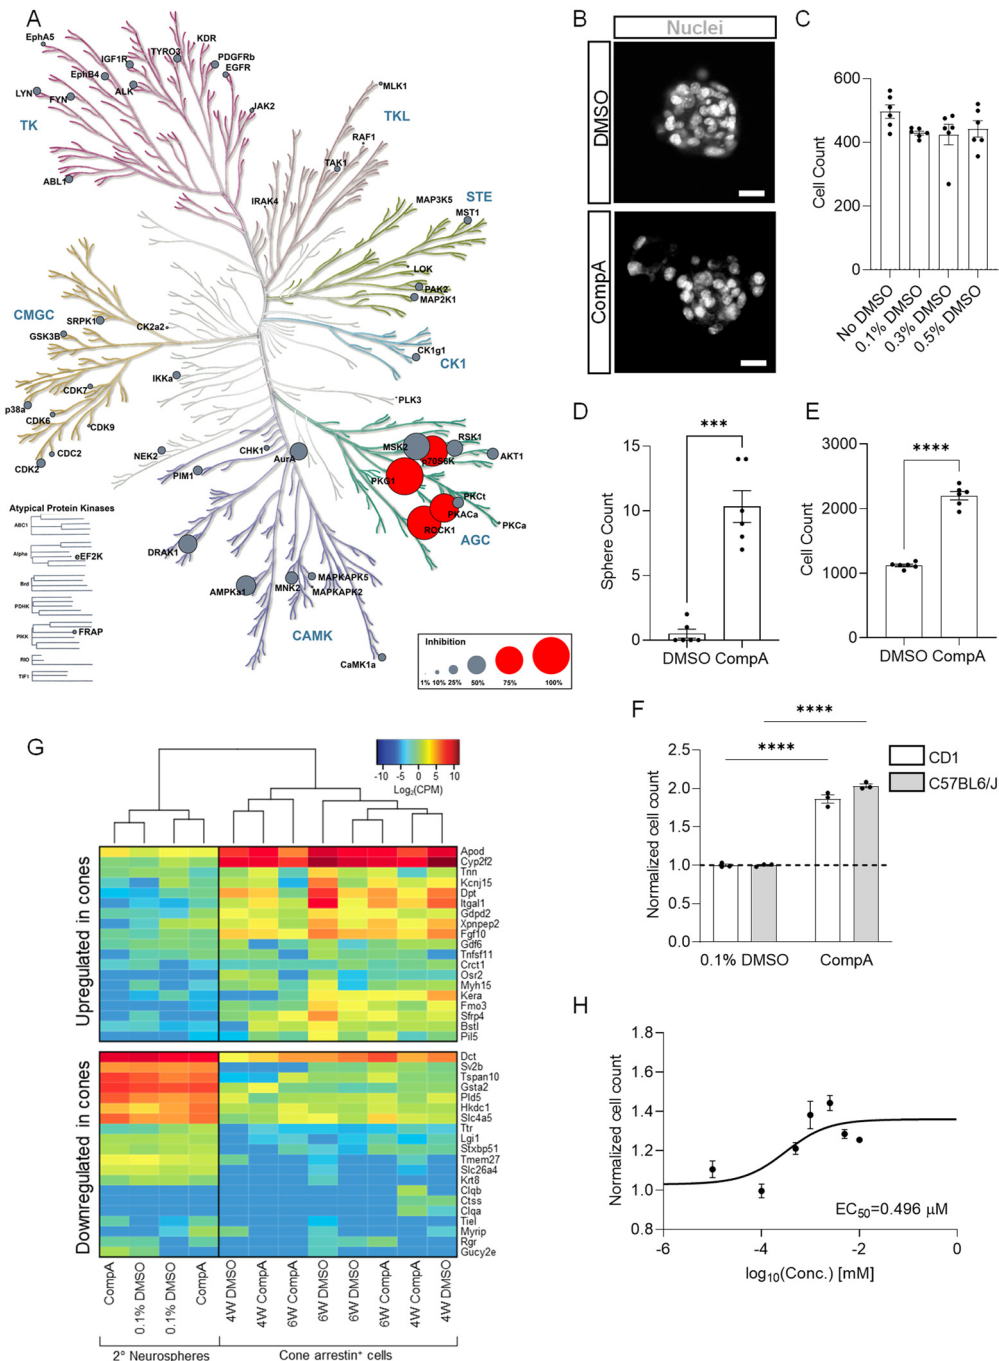 A
EphA5
TYRO3
KDR
IGF1R
PDGFRb
EGFR
EphB4
LYN
FYN
ALK
JAK2
MLK1
TK
TKL
RAF1
TAK1
ABL1
IRAK4
MAP3K5
STE
MST1
LOK
PAK2
MAP2K1
CMGC
SRPK1
CK2a2
GSK3B
CK1g1
CK1
IKKa
CDK7
PLK3
p38a
CDK6
CDK9
CDC2
CDK2
NEK2
CHK1
AurA
PIM1
MSK2
RSK1
p70S6K
AKT1
PKG1
PKCt
PKACa
PKCa
ROCK1
AGC
DRAK1
MAPKAPK5
AMPKa1
MNK2
MAPKAPK2
CAMK
CaMK1a
Atypical Protein Kinases
ABC1
Alpha
eEF2K
Brd
PDHK
PIKK
FRAP
RIO
TIF1
Inhibition
1% 10% 25% 50% 75% 100%
B
Nuclei
DMSO
CompA
C
Cell Count
600
400
200
0
No DMSO
0.1% DMSO
0.3% DMSO
0.5% DMSO
D
***
Sphere Count
15
10
5
0
DMSO CompA
E
****
Cell Count
3000
2000
1000
0
DMSO CompA
F
****
****
CD1
C57BL6/J
Normalized cell count
2.5
2.0
1.5
1.0
0.5
0.0
0.1% DMSO CompA
G
-10 -5 0 5 10
Log2(CPM)
Upregulated in cones
Apod
Cyp2f2
Tnn
Kcnj15
Dpt
Itgal1
Gdpd2
Xpnpep2
Fgf10
Gdf6
Tnfsf11
Crct1
Osr2
Myh15
Kera
Fmo3
Sfrp4
Bstl
Pil5
Downregulated in cones
Dct
Sv2b
Tspan10
Gsta2
Pld5
Hkdc1
Slc4a5
Ttr
Lgi1
Stxbp51
Tmem27
Slc26a4
Krt8
Clqb
Ctss
Clqa
Tiel
Myrip
Rgr
Gucy2e
CompA
0.1% DMSO
0.1% DMSO
CompA
4W DMSO
4W CompA
6W CompA
6W DMSO
6W DMSO
6W CompA
4W CompA
4W DMSO
2° Neurospheres
Cone arrestin+ cells
H
Normalized cell count
1.8
1.6
1.4
1.2
1.0
0.8
EC50=0.496 µM
-6 -4 -2 0
log10(Conc.) [mM]